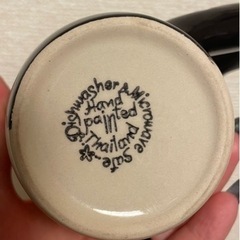 Dishwasher & Microwave Safe
Hand
painted
in
Thailand